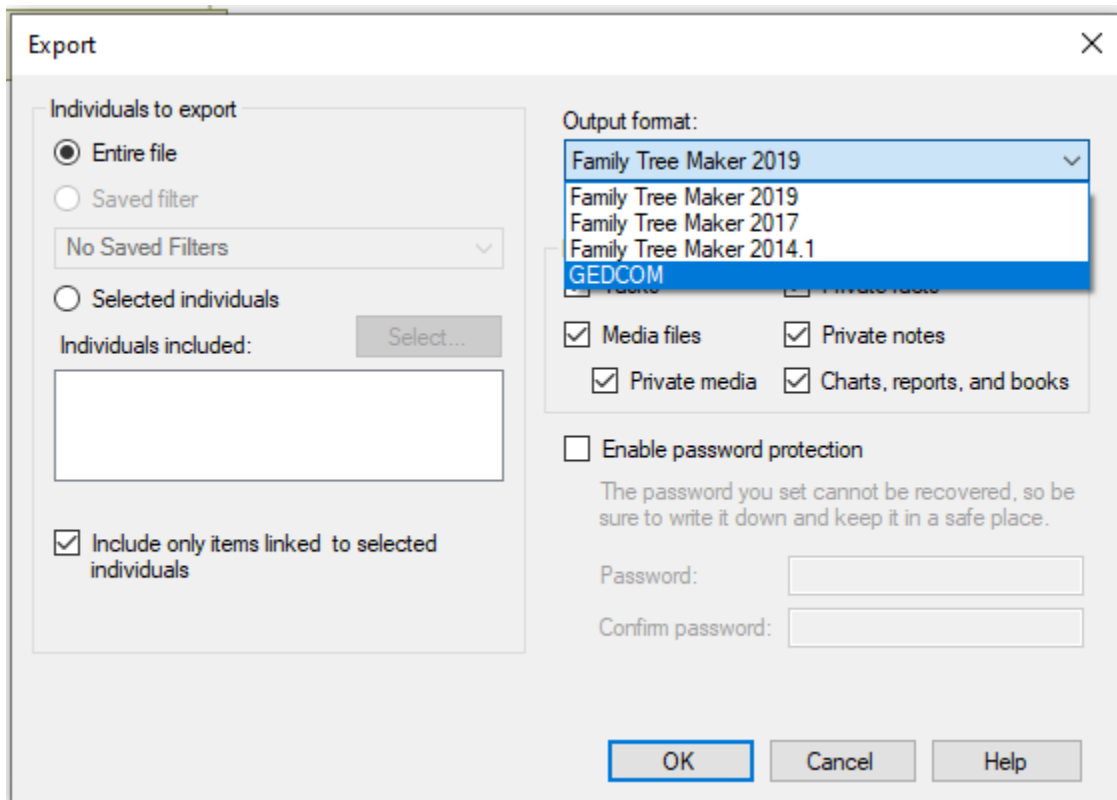 Export
Individuals to export
Entire file
Saved filter
No Saved Filters
Selected individuals
Individuals included:
Select...
Include only items linked to selected
individuals
Output format:
Family Tree Maker 2019
Family Tree Maker 2019
Family Tree Maker 2017
Family Tree Maker 2014.1
GEDCOM
Media files
Private notes
Private media
Charts, reports, and books
Enable password protection
The password you set cannot be recovered, so be
sure to write it down and keep it in a safe place.
Password:
Confirm password:
OK
Cancel
Help